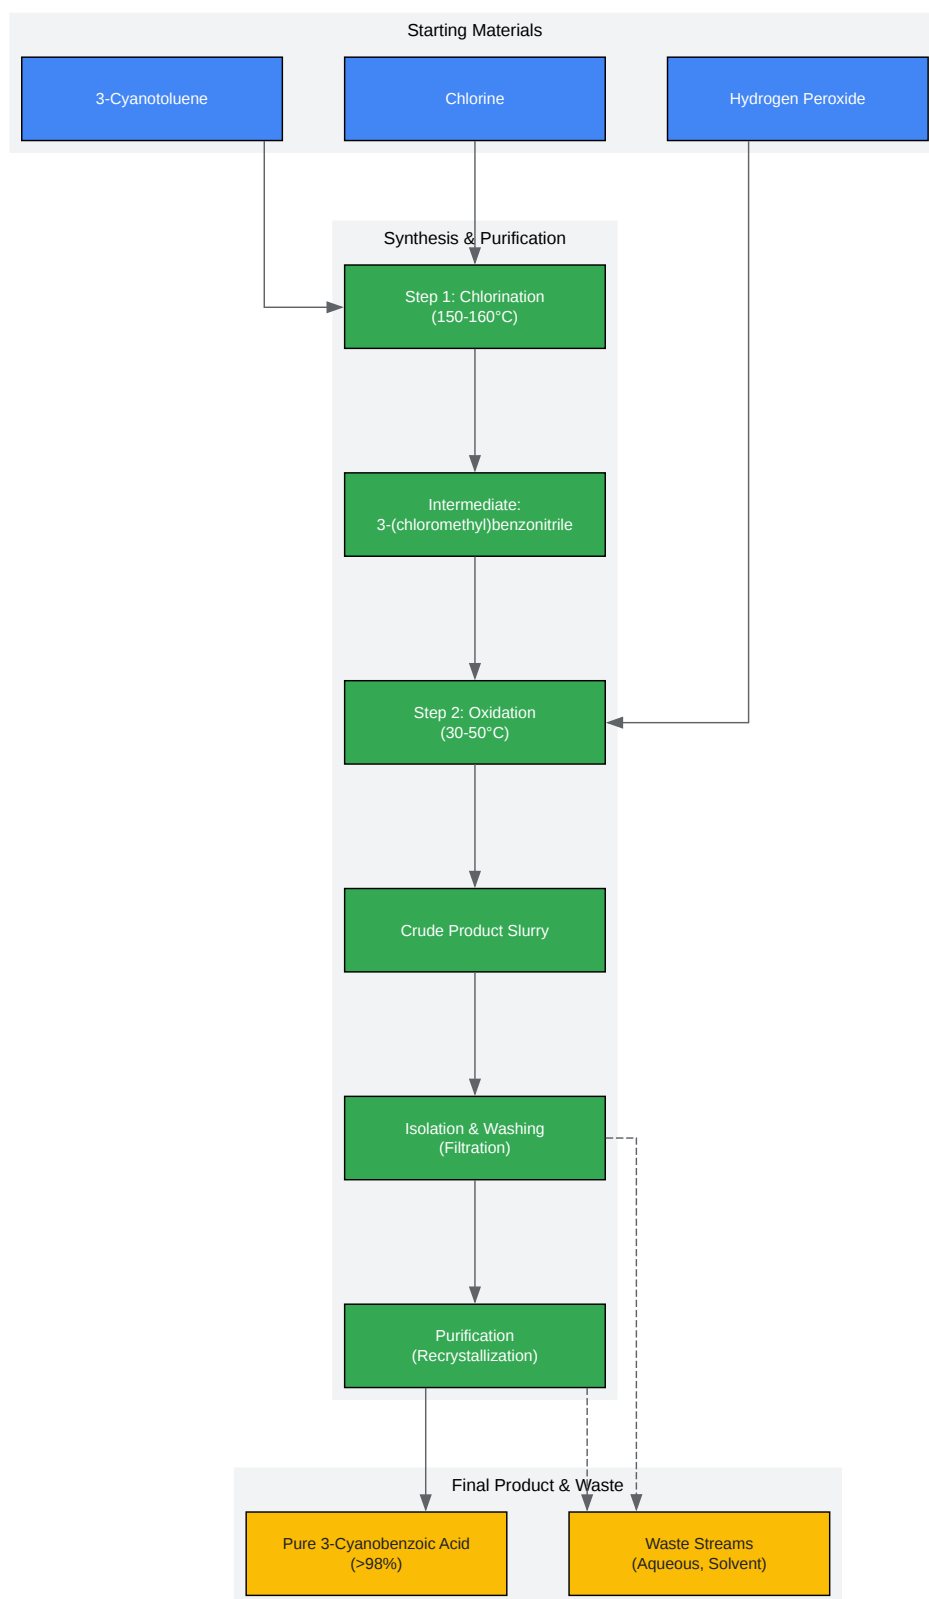 Starting Materials
3-Cyanotoluene
Chlorine
Hydrogen Peroxide
Synthesis & Purification
Step 1: Chlorination
(150-160°C)
Intermediate:
3-(chloromethyl)benzonitrile
Step 2: Oxidation
(30-50°C)
Crude Product Slurry
Isolation & Washing
(Filtration)
Purification
(Recrystallization)
Final Product & Waste
Pure 3-Cyanobenzoic Acid
(>98%)
Waste Streams
(Aqueous, Solvent)